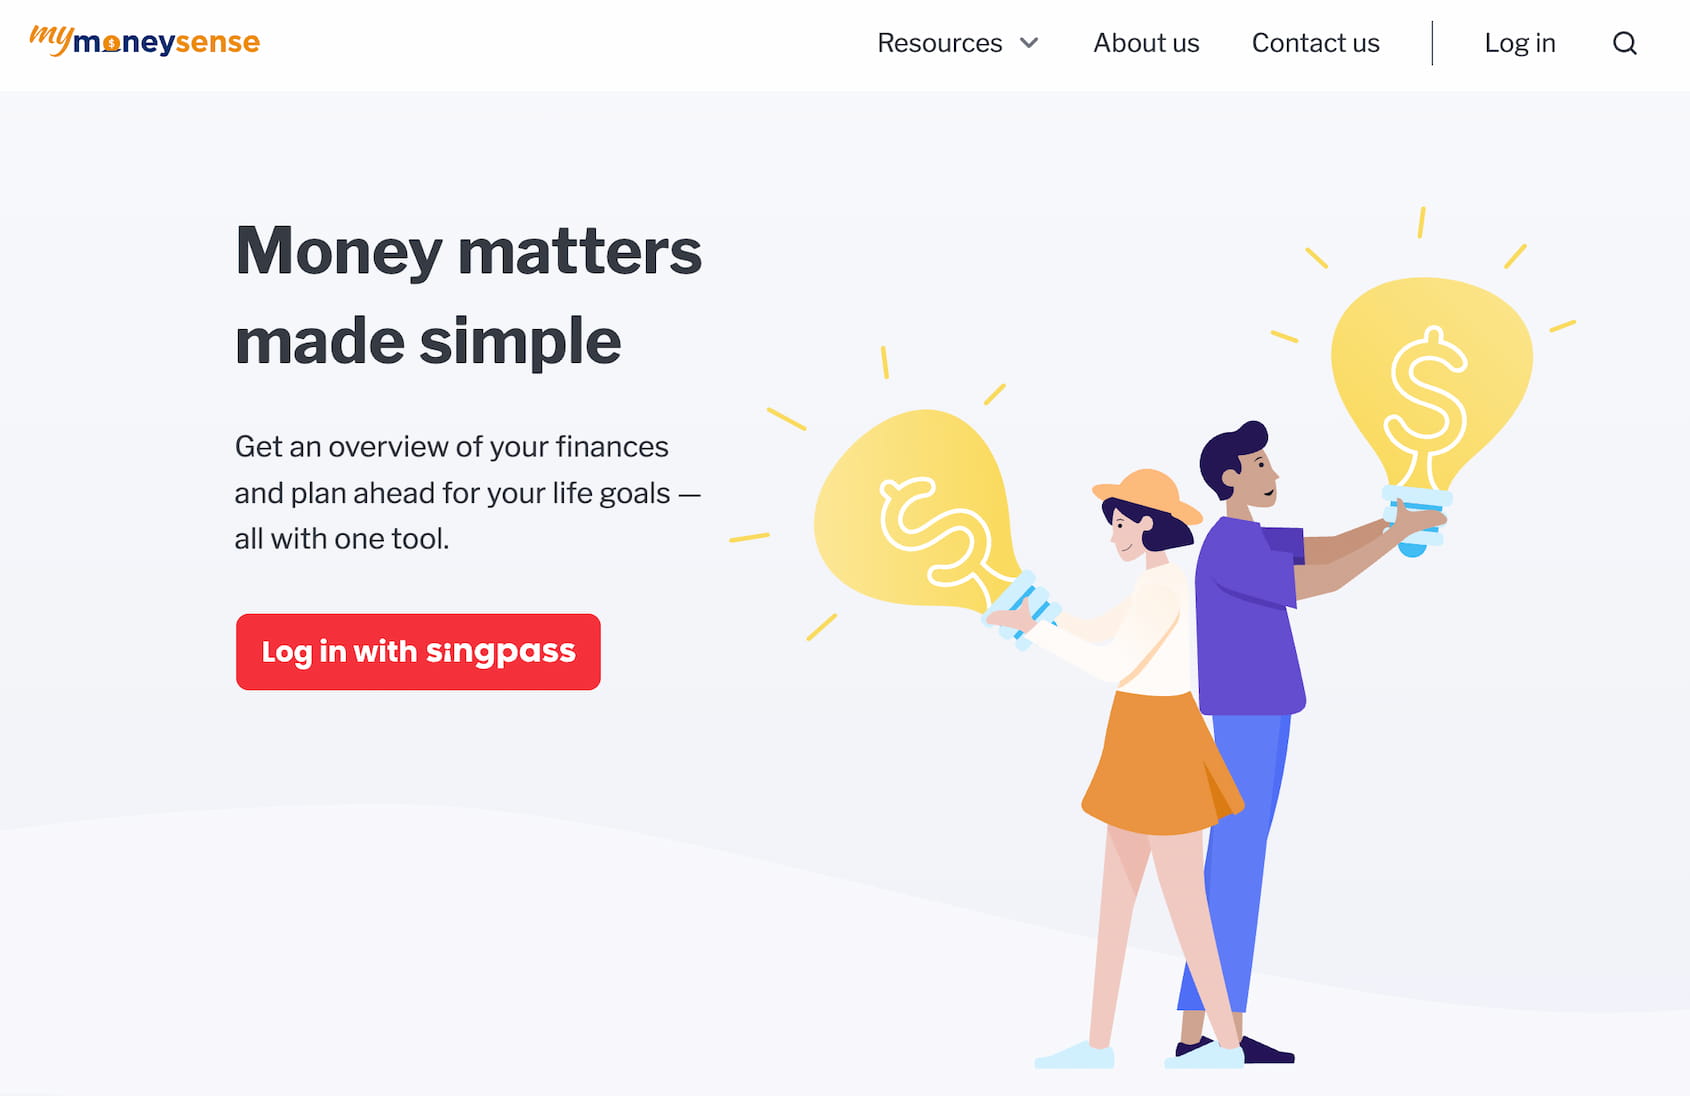 mymoneysense
Resources
About us
Contact us
Log in
Money matters
made simple
Get an overview of your finances
and plan ahead for your life goals —
all with one tool.
Log in with singpass
$
$